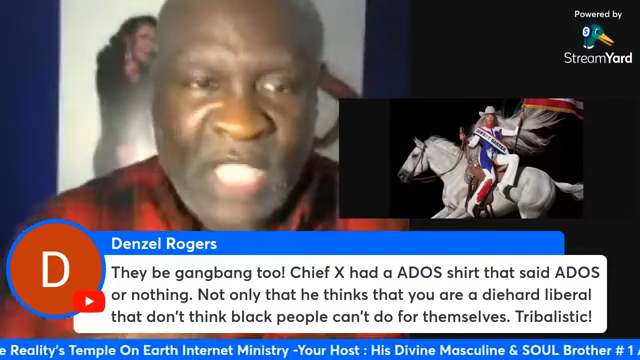 Powered by
StreamYard
Denzel Rogers
D
They be gangbang too! Chief X had a ADOS shirt that said ADOS
or nothing. Not only that he thinks that you are a diehard liberal
that don't think black people can't do for themselves. Tribalistic!
e Reality's Temple On Earth Internet Ministry -Your Host : His Divine Masculine & SOUL Brother # 1